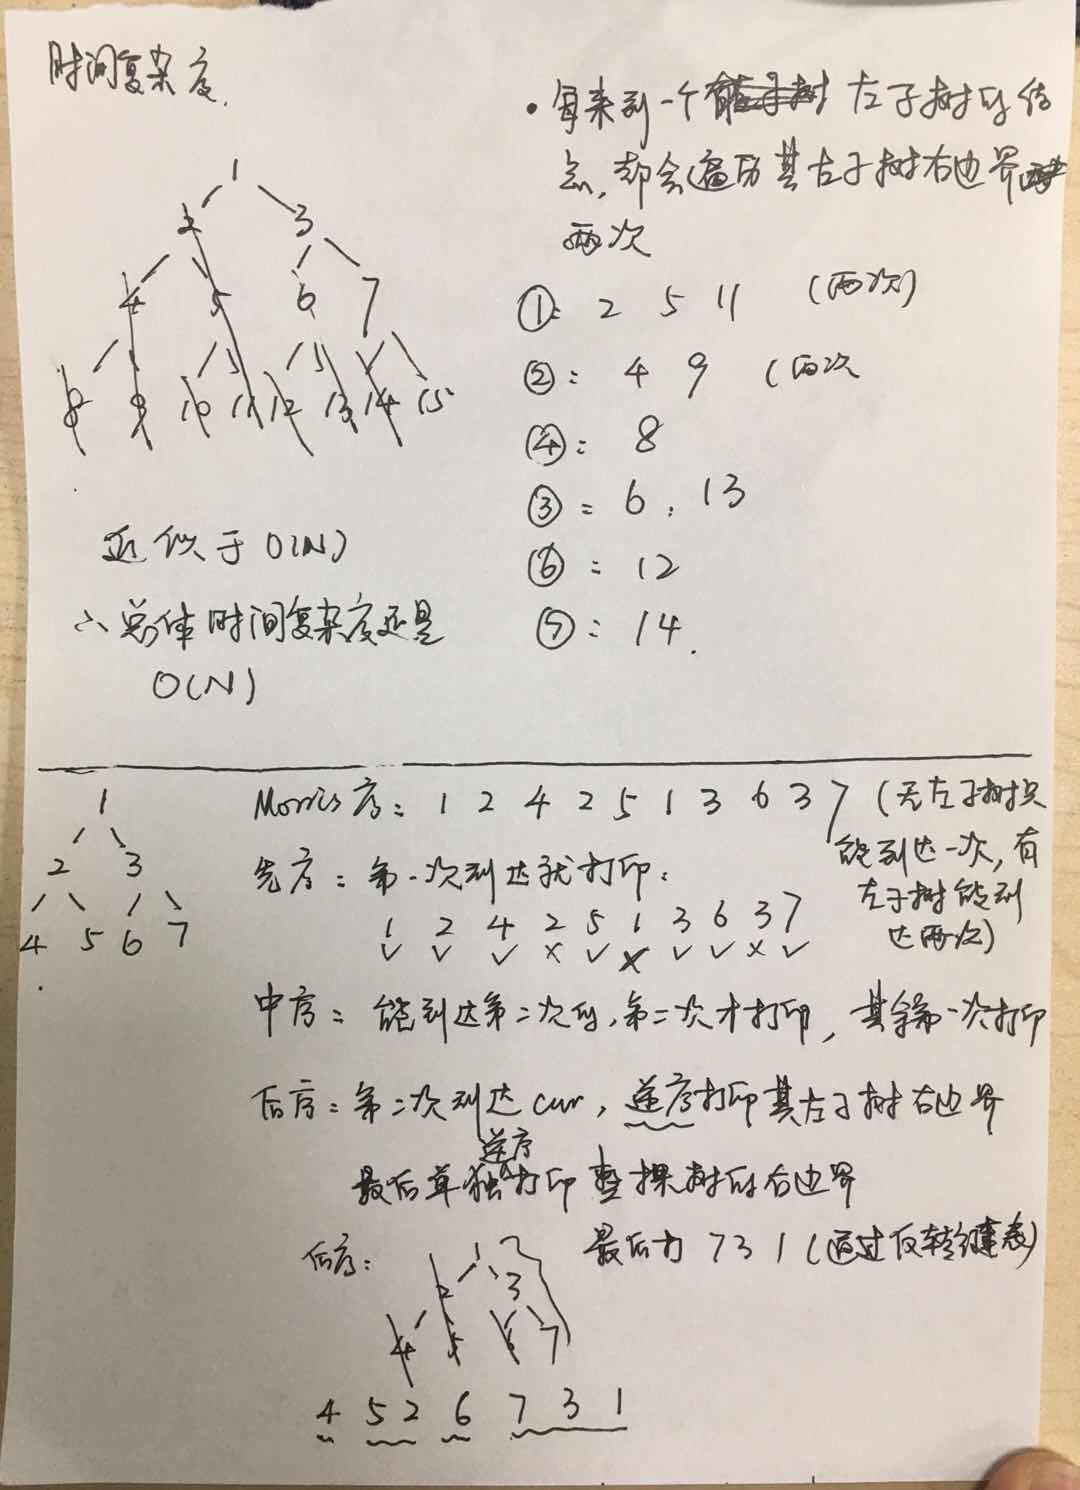 时间复杂度.
1
2 3
4 5 6 7
8 9 10 11 12 13 14 15
近似于O(N)
∴总体时间复杂度还是
O(N)
• 每来到一个 左子树的结
点,都会遍历其左子树右边界
两次
①: 2 5 11 (两次)
②: 4 9 (两次
④: 8
③: 6, 13
⑥: 12
⑦: 14.
1
2 3
4 5 6 7
Morris序: 1 2 4 2 5 1 3 6 3 7 (无左子树只
能到达一次,有
左子树能到
达两次)
先序: 第一次到达就打印:
1 2 4 2 5 1 3 6 3 7
✓ ✓ ✓ × ✓ × ✓ ✓ × ✓
中序: 能到达第二次的,第二次才打印, 其余第一次打印
后序: 第二次到达cur, 逆序打印其左子树右边界
最后单独逆序打印整棵树的右边界
最后为 7 3 1 (通过反转链表)
后序:
1
2 3
4 5 6 7
4 5 2 6 7 3 1